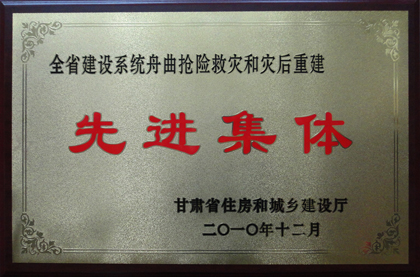 全省建设系统舟曲抢险救灾和灾后重建
先进集体
甘肃省住房和城乡建设厅
二〇一〇年十二月